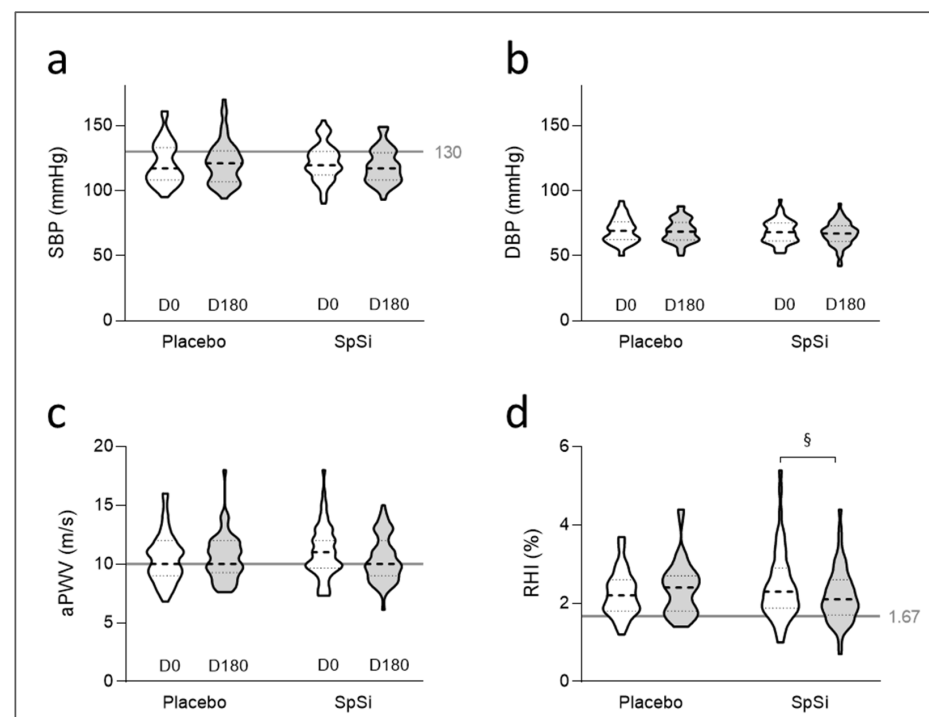 a
SBP (mmHg)
150
100
50
0
130
D0 D180 D0 D180
Placebo SpSi
b
DBP (mmHg)
150
100
50
0
D0 D180 D0 D180
Placebo SpSi
c
aPWV (m/s)
20
15
10
5
0
D0 D180 D0 D180
Placebo SpSi
d
RHI (%)
6
4
2
0
§
1.67
Placebo SpSi